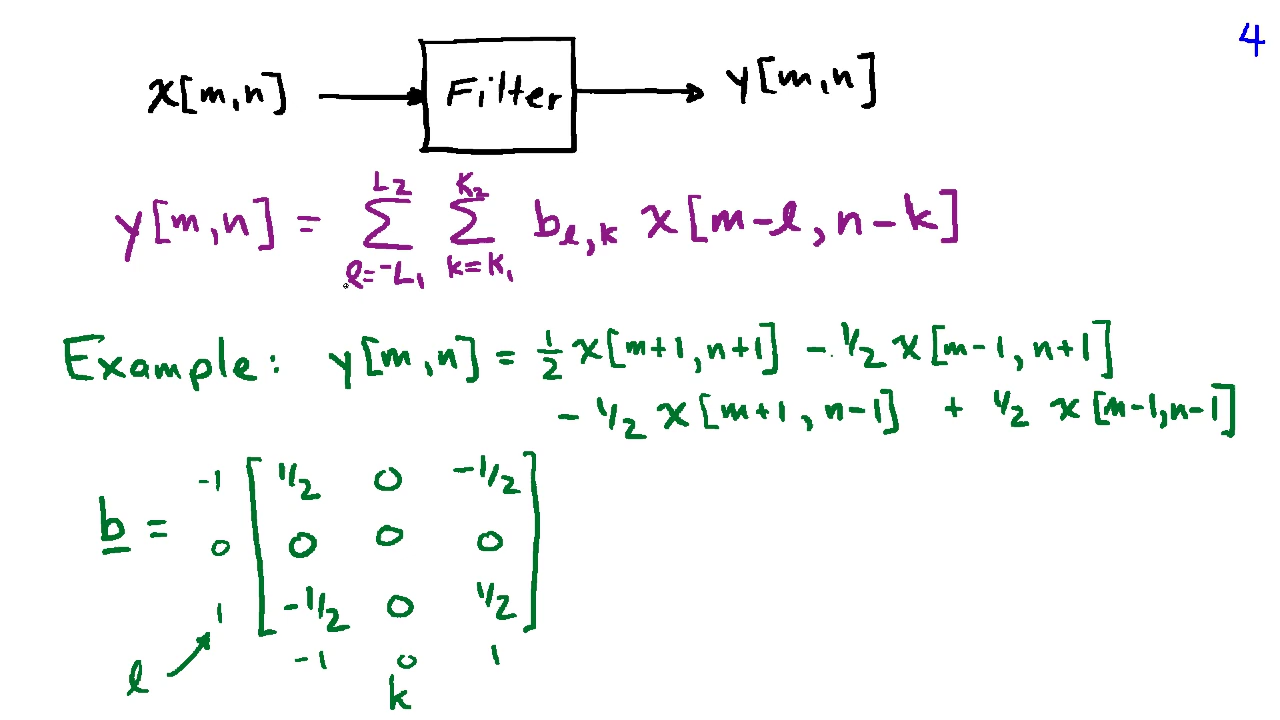 4
x[m,n] Filter y[m,n]
y[m,n] = ∑_{l=-L₁}^{L₂} ∑_{k=K₁}^{K₂} b_{l,k} x[m-l, n-k]
Example: y[m,n] = ½ x[m+1, n+1] - 1/2 x[m-1, n+1]
- 1/2 x[m+1, n-1] + 1/2 x[m-1, n-1]
-1 1/2 0 -1/2
b = 0 0 0 0
1 -1/2 0 1/2
-1 0 1
l k